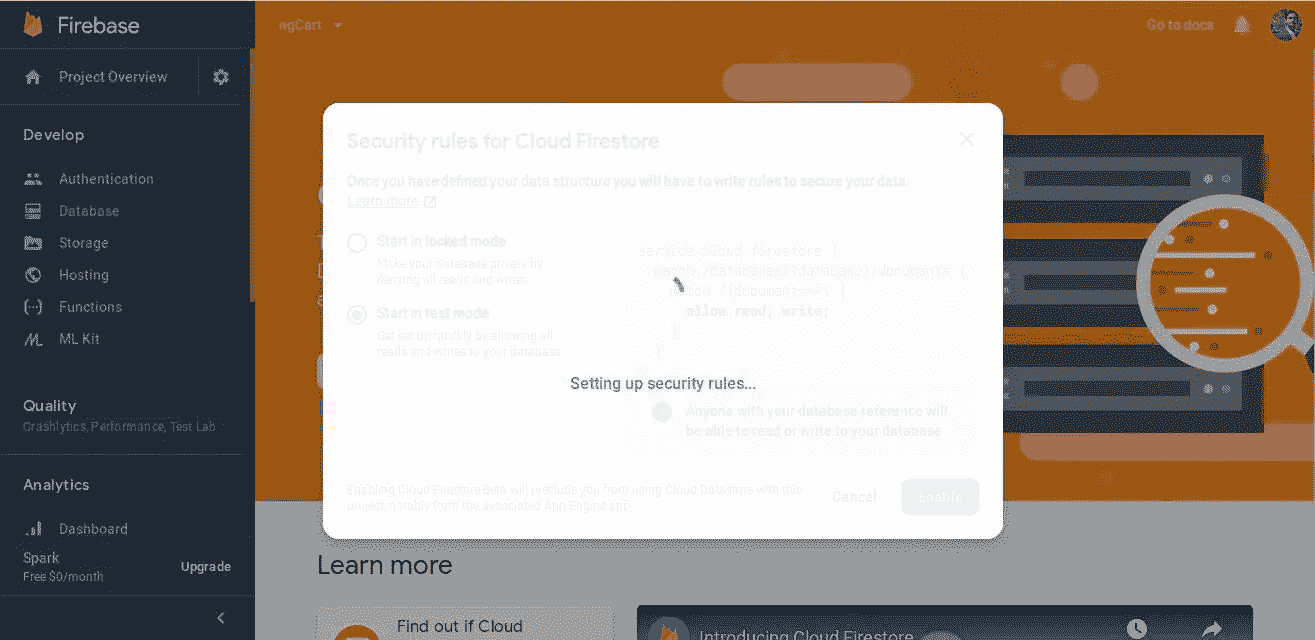 Firebase
ngCart
Go to docs
Project Overview
Develop
Authentication
Database
Storage
Hosting
Functions
ML Kit
Quality
Crashlytics, Performance, Test Lab
Analytics
Dashboard
Spark
Free $0/month
Upgrade
Security rules for Cloud Firestore
Once you have defined your data structure you will have to write rules to secure your data.
Learn more
Start in locked mode
Make your database private by
denying all reads and writes
Start in test mode
Get set up quickly by allowing all
reads and writes to your database
service cloud.firestore {
match /databases/{database}/documents {
match /{document=**} {
allow read, write;
}
}
Setting up security rules...
Anyone with your database reference will
be able to read or write to your database
Enabling Cloud Firestore Beta will preclude you from using Cloud Datastore with this
project, notably from the associated App Engine app
Cancel
Enable
Learn more
Find out if Cloud
Introducing Cloud Firestore